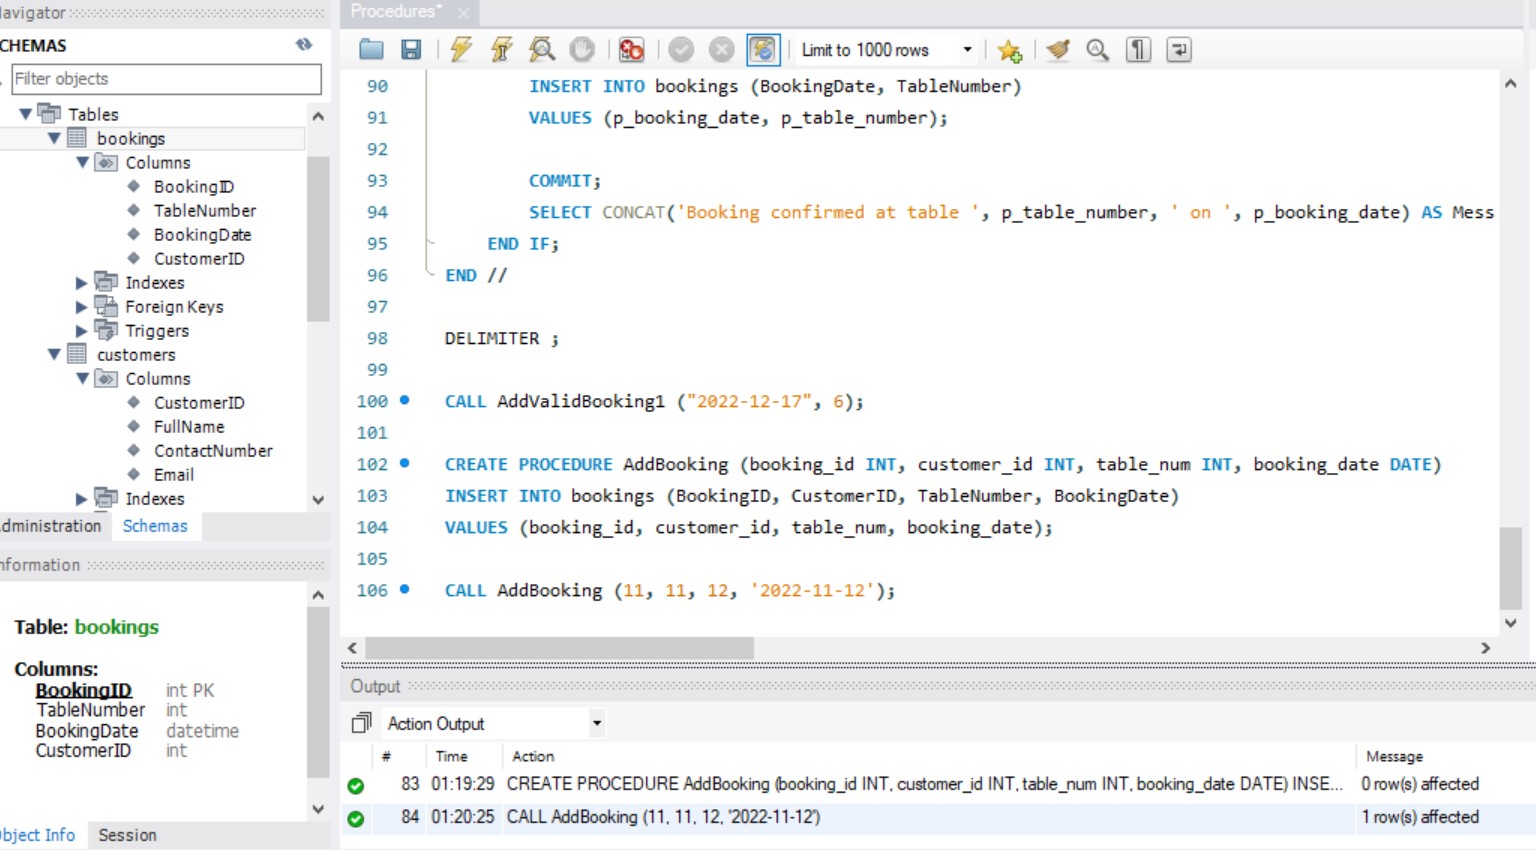 Navigator
Procedures*
SCHEMAS
Limit to 1000 rows
Filter objects
Tables
bookings
Columns
BookingID
TableNumber
BookingDate
CustomerID
Indexes
Foreign Keys
Triggers
customers
Columns
CustomerID
FullName
ContactNumber
Email
Indexes
Administration Schemas
90 INSERT INTO bookings (BookingDate, TableNumber)
91 VALUES (p_booking_date, p_table_number);
92
93 COMMIT;
94 SELECT CONCAT('Booking confirmed at table ', p_table_number, ' on ', p_booking_date) AS Mess
95 END IF;
96 END //
97
98 DELIMITER ;
99
100 CALL AddValidBooking1 ("2022-12-17", 6);
101
102 CREATE PROCEDURE AddBooking (booking_id INT, customer_id INT, table_num INT, booking_date DATE)
103 INSERT INTO bookings (BookingID, CustomerID, TableNumber, BookingDate)
104 VALUES (booking_id, customer_id, table_num, booking_date);
105
106 CALL AddBooking (11, 11, 12, '2022-11-12');
Information
Table: bookings
Columns:
BookingID int PK
TableNumber int
BookingDate datetime
CustomerID int
Object Info Session
Output
Action Output
# Time Action Message
83 01:19:29 CREATE PROCEDURE AddBooking (booking_id INT, customer_id INT, table_num INT, booking_date DATE) INSE... 0 row(s) affected
84 01:20:25 CALL AddBooking (11, 11, 12, '2022-11-12') 1 row(s) affected